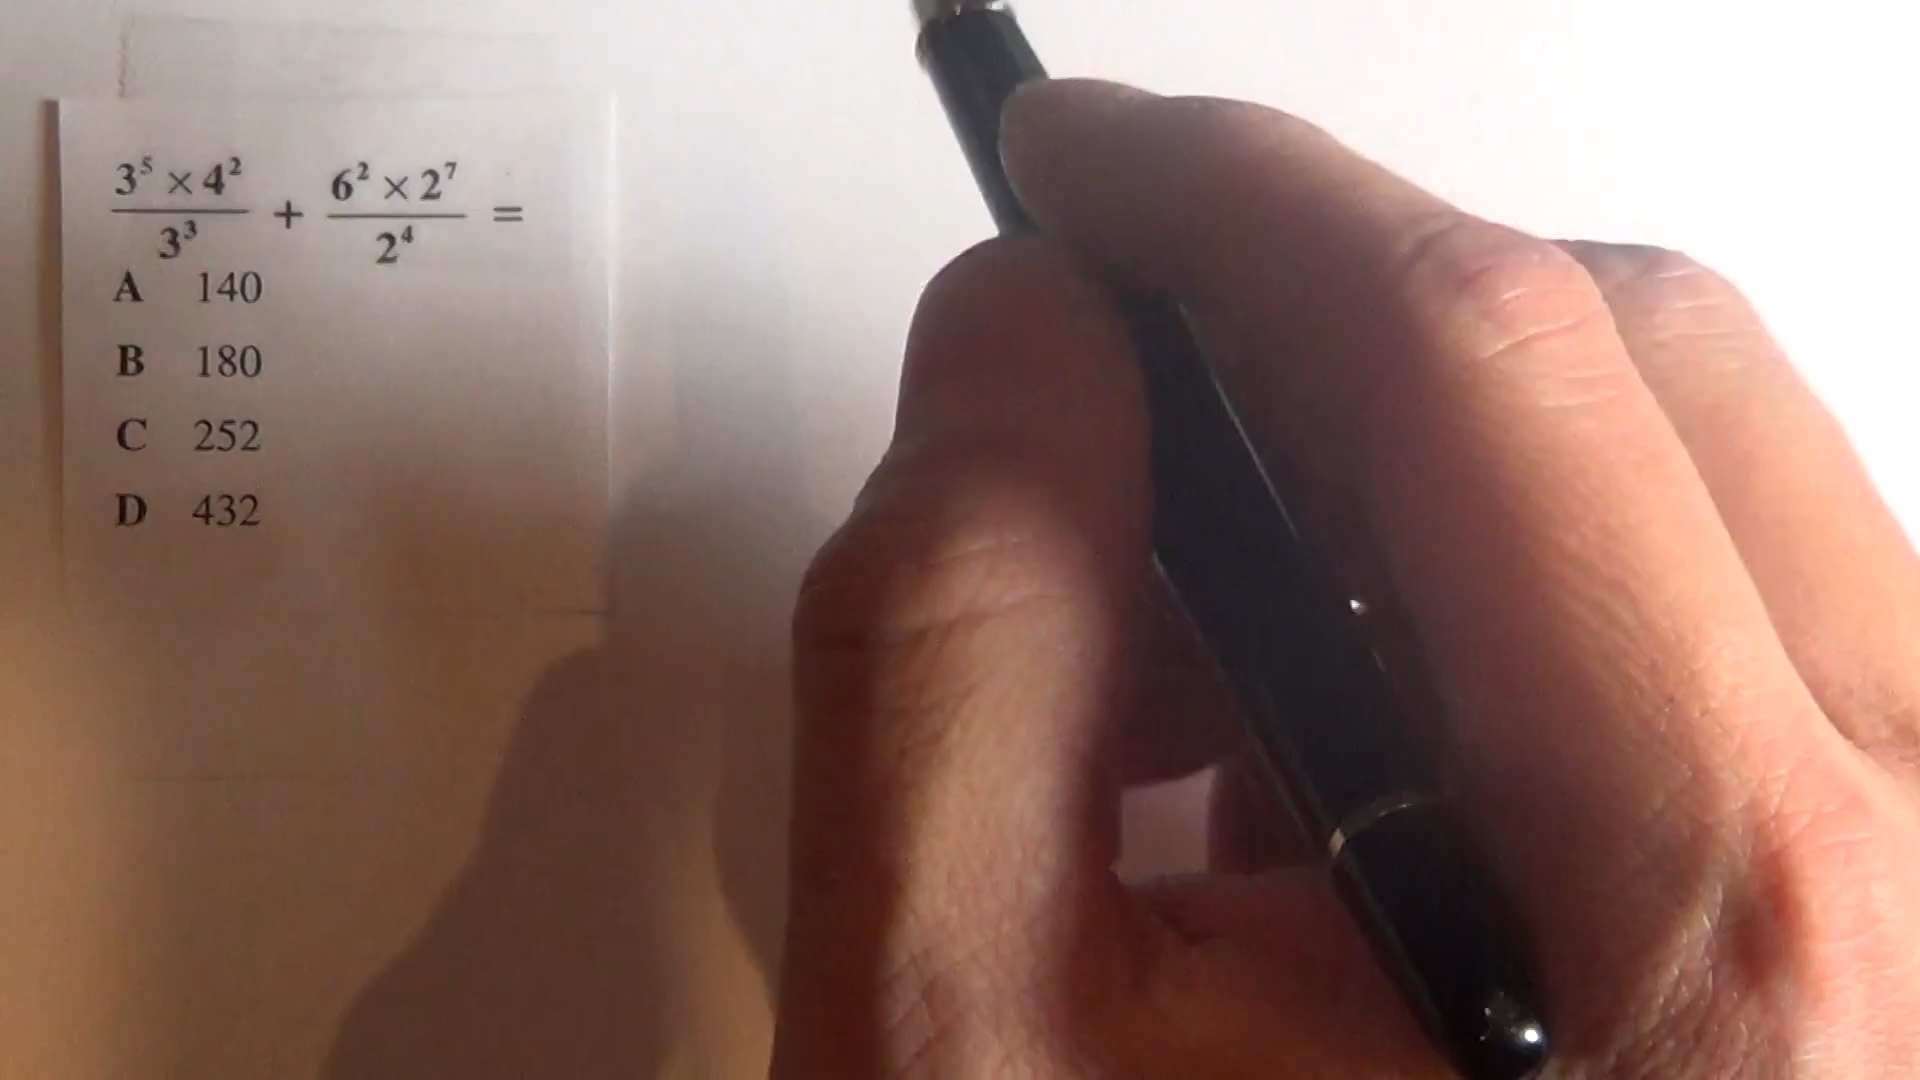 3⁵ × 4² / 3³ + 6² × 2⁷ / 2⁴ =
A 140
B 180
C 252
D 432